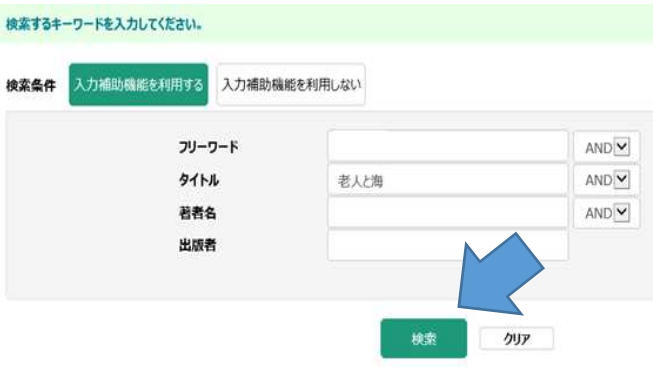 検索するキーワードを入力してください。
検索条件 入力補助機能を利用する 入力補助機能を利用しない
フリーワード AND
タイトル 老人と海 AND
著者名 AND
出版者
検索 クリア